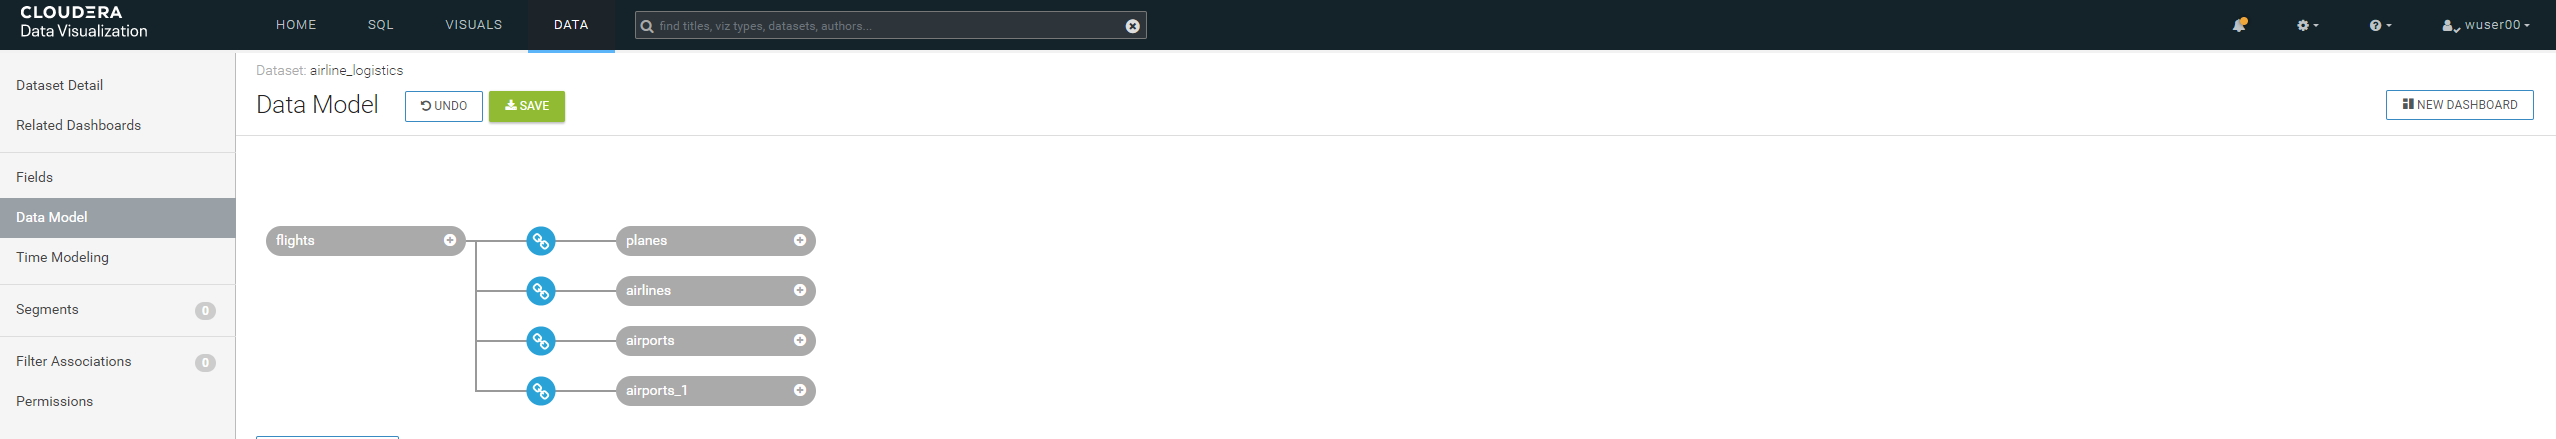 CLOUDERA
Data Visualization
HOME
SQL
VISUALS
DATA
find titles, viz types, datasets, authors...
wuser00
Dataset Detail
Related Dashboards
Fields
Data Model
Time Modeling
Segments 0
Filter Associations 0
Permissions
Dataset: airline_logistics
Data Model
UNDO
SAVE
NEW DASHBOARD
flights
planes
airlines
airports
airports_1